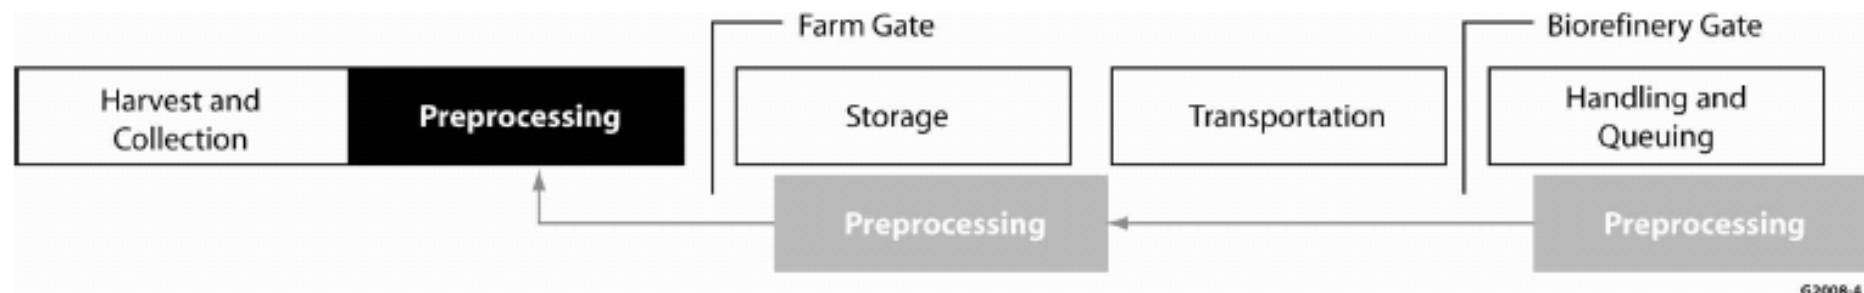 Farm Gate
Biorefinery Gate
Harvest and
Collection
Preprocessing
Storage
Transportation
Handling and
Queuing
Preprocessing
Preprocessing